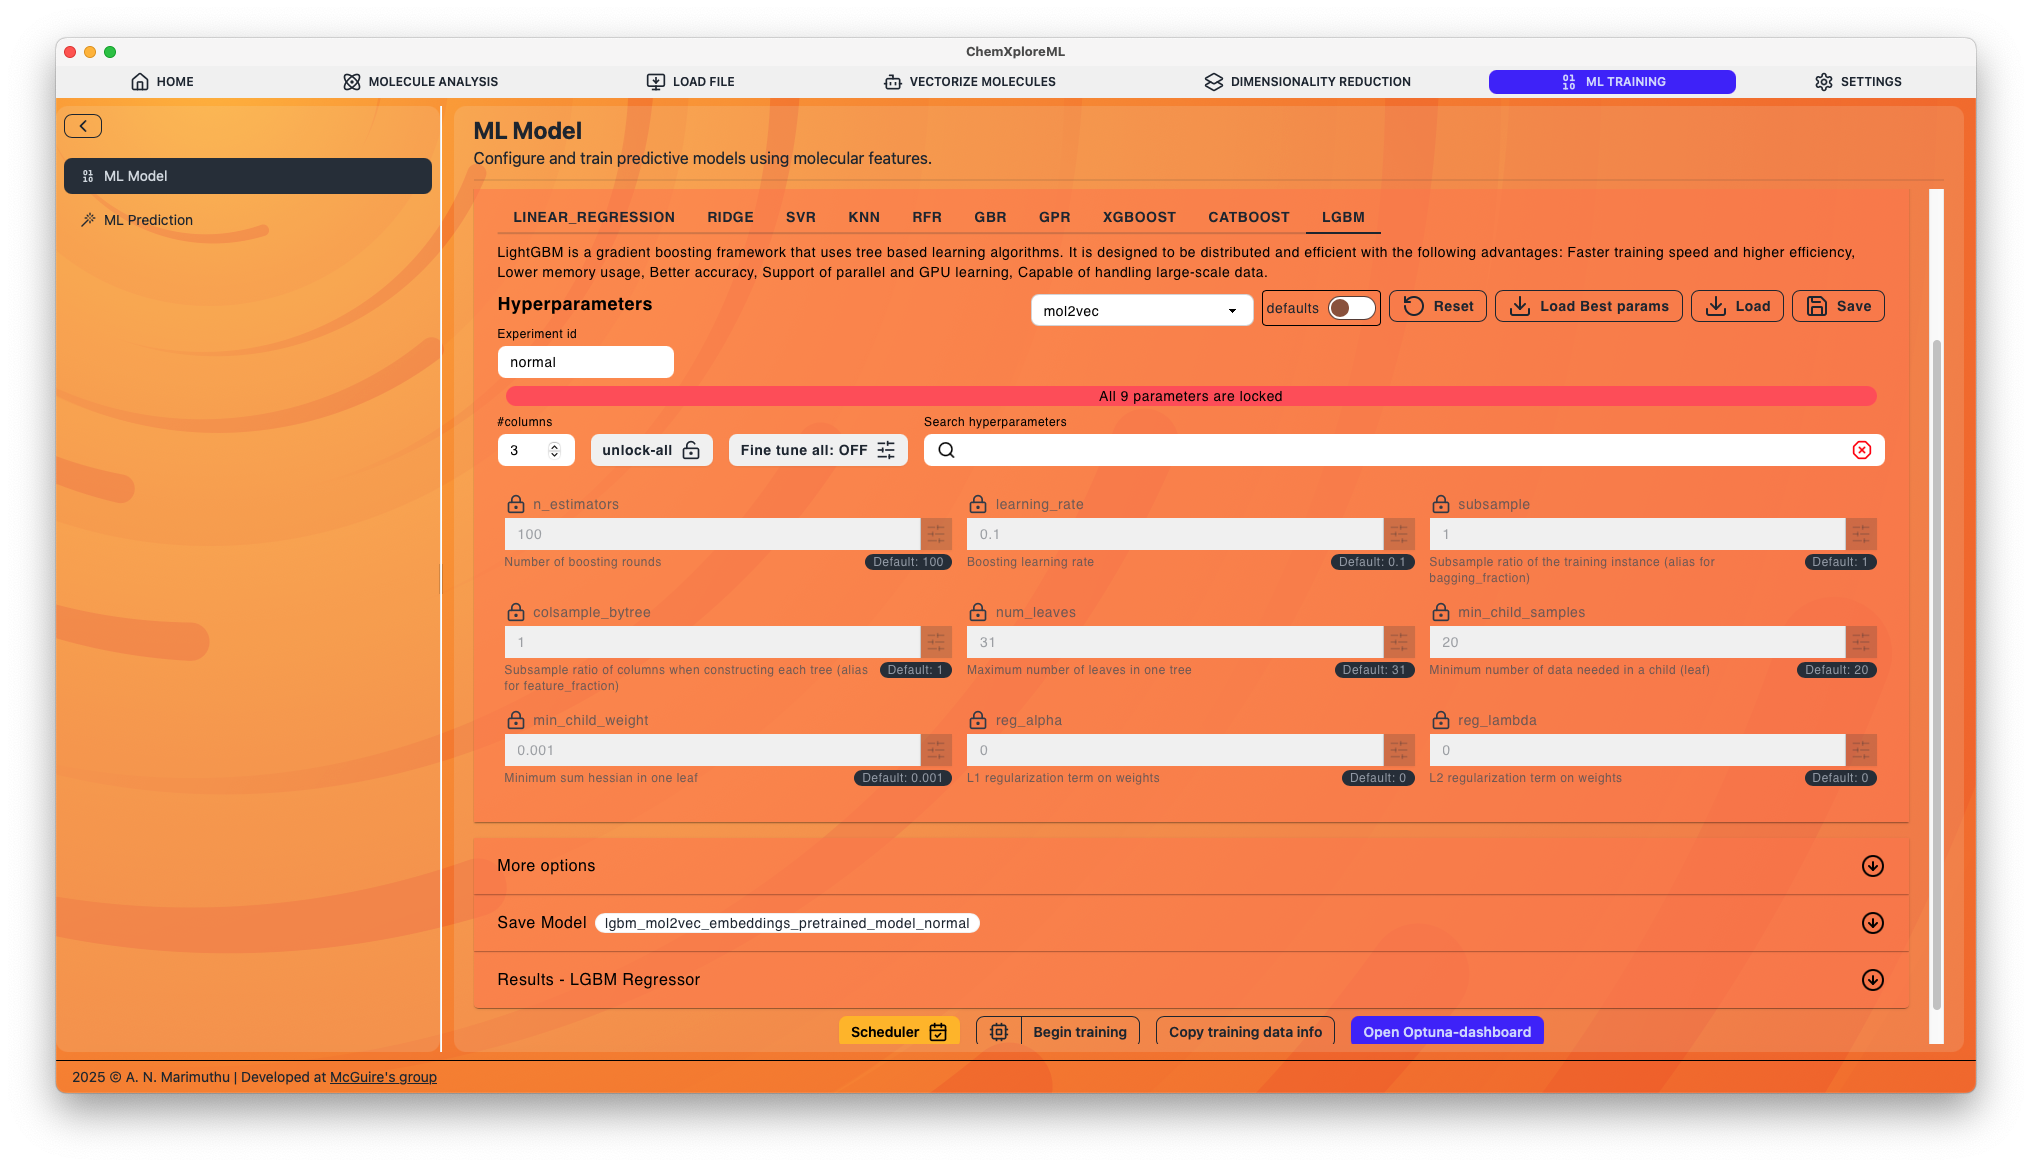 ChemXploreML
HOME
MOLECULE ANALYSIS
LOAD FILE
VECTORIZE MOLECULES
DIMENSIONALITY REDUCTION
ML TRAINING
SETTINGS
ML Model
ML Prediction
ML Model
Configure and train predictive models using molecular features.
LINEAR_REGRESSION
RIDGE
SVR
KNN
RFR
GBR
GPR
XGBOOST
CATBOOST
LGBM
LightGBM is a gradient boosting framework that uses tree based learning algorithms. It is designed to be distributed and efficient with the following advantages: Faster training speed and higher efficiency,
Lower memory usage, Better accuracy, Support of parallel and GPU learning, Capable of handling large-scale data.
Hyperparameters
mol2vec
defaults
Reset
Load Best params
Load
Save
Experiment id
normal
All 9 parameters are locked
#columns
Search hyperparameters
3
unlock-all
Fine tune all: OFF
n_estimators
100
Number of boosting rounds
Default: 100
learning_rate
0.1
Boosting learning rate
Default: 0.1
subsample
1
Subsample ratio of the training instance (alias for
bagging_fraction)
Default: 1
colsample_bytree
1
Subsample ratio of columns when constructing each tree (alias
for feature_fraction)
Default: 1
num_leaves
31
Maximum number of leaves in one tree
Default: 31
min_child_samples
20
Minimum number of data needed in a child (leaf)
Default: 20
min_child_weight
0.001
Minimum sum hessian in one leaf
Default: 0.001
reg_alpha
0
L1 regularization term on weights
Default: 0
reg_lambda
0
L2 regularization term on weights
Default: 0
More options
Save Model lgbm_mol2vec_embeddings_pretrained_model_normal
Results - LGBM Regressor
Scheduler
Begin training
Copy training data info
Open Optuna-dashboard
2025 © A. N. Marimuthu | Developed at McGuire's group